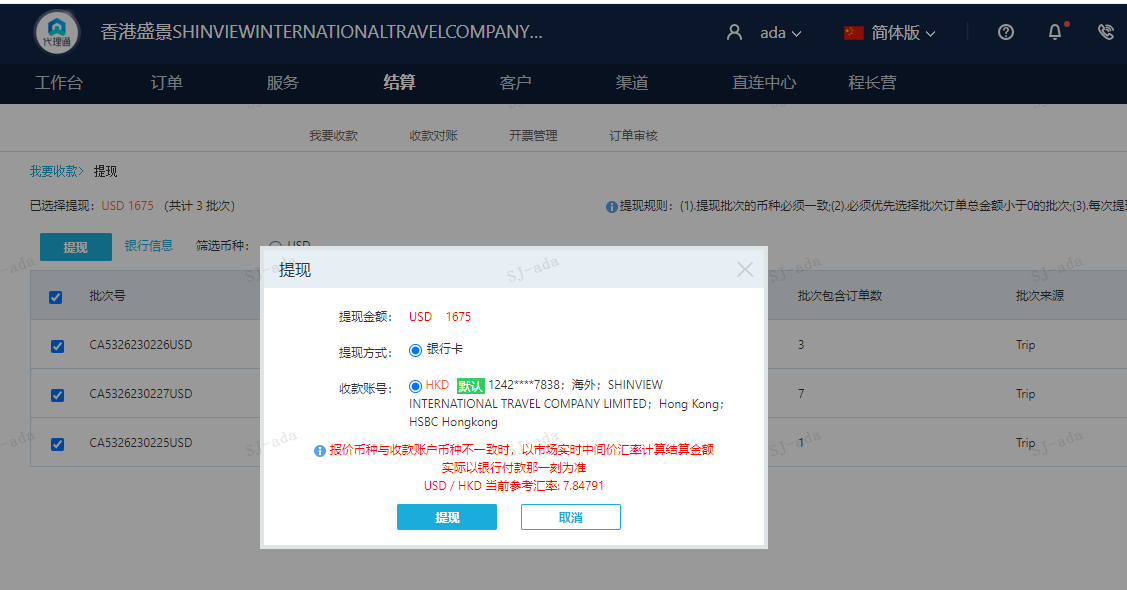 代理通
香港盛景SHINVIEWINTERNATIONALTRAVELCOMPANY...
ada
简体版
工作台 订单 服务 结算 客户 渠道 直连中心 程长营
我要收款 收款对账 开票管理 订单审核
我要收款> 提现
已选择提现：USD 1675 （共计 3 批次）
提现规则：(1).提现批次的币种必须一致;(2).必须优先选择批次订单总金额小于0的批次;(3).每次提
提现 银行信息 筛选币种： USD
批次号 批次包含订单数 批次来源
CA5326230226USD 3 Trip
CA5326230227USD 7 Trip
CA5326230225USD 1 Trip
提现
提现金额： USD 1675
提现方式： 银行卡
收款账号： HKD 默认 1242****7838；海外；SHINVIEW
INTERNATIONAL TRAVEL COMPANY LIMITED；Hong Kong；
HSBC Hongkong
报价币种与收款账户币种不一致时，以市场实时中间价汇率计算结算金额
实际以银行付款那一刻为准
USD / HKD 当前参考汇率: 7.84791
提现 取消
SJ-ada